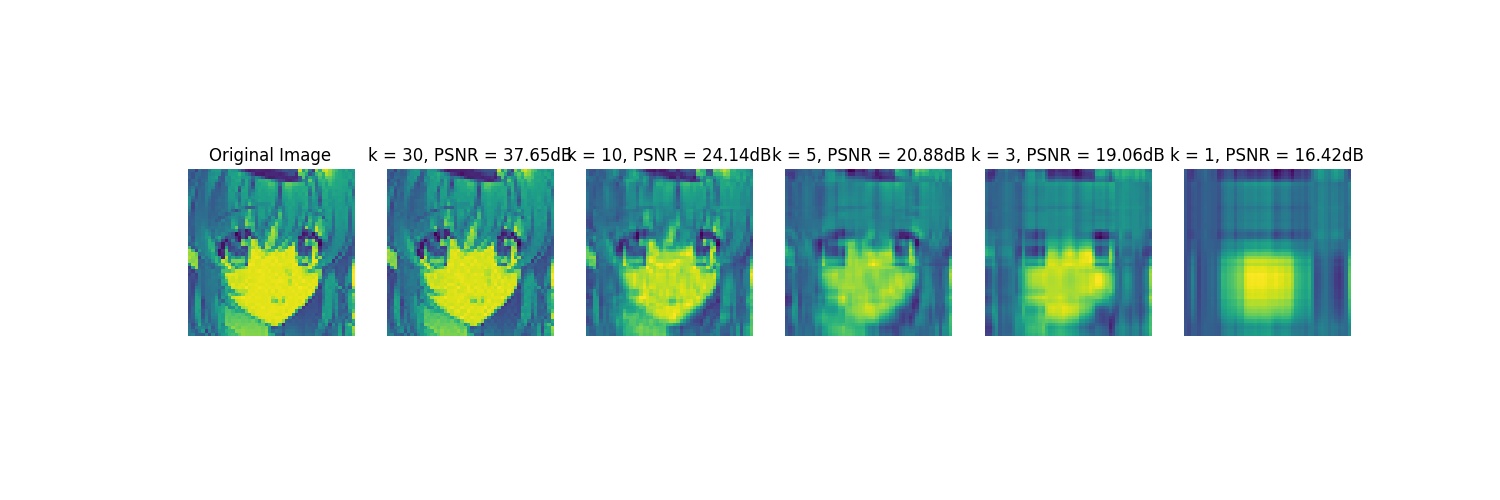 Original Image
k = 30, PSNR = 37.65dB
k = 10, PSNR = 24.14dB
k = 5, PSNR = 20.88dB
k = 3, PSNR = 19.06dB
k = 1, PSNR = 16.42dB